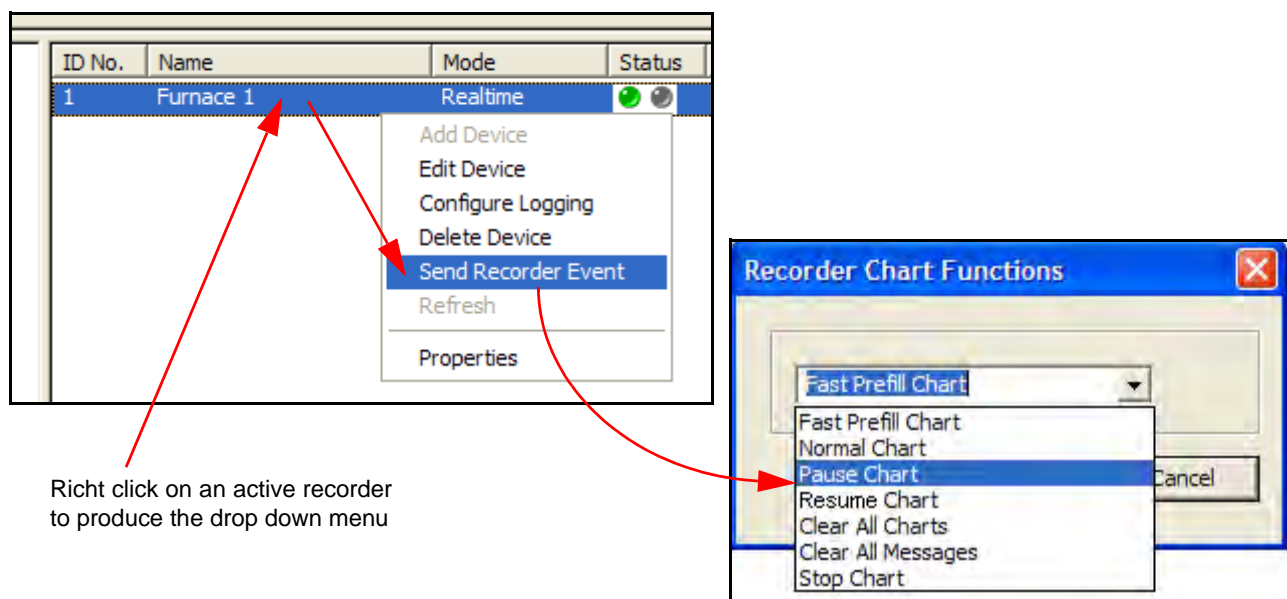 ID No. Name Mode Status
1 Furnace 1 Realtime
Add Device
Edit Device
Configure Logging
Delete Device
Send Recorder Event
Refresh
Properties
Richt click on an active recorder
to produce the drop down menu
Recorder Chart Functions
Fast Prefill Chart
Fast Prefill Chart
Normal Chart
Pause Chart
Resume Chart
Clear All Charts
Clear All Messages
Stop Chart
Cancel